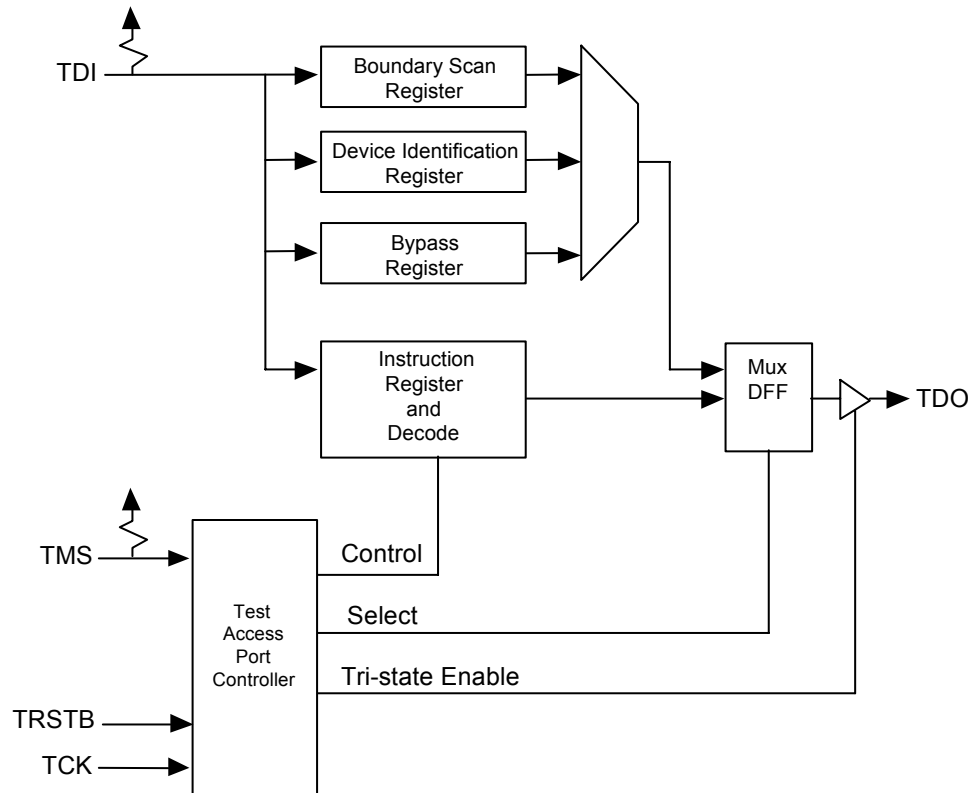 TDI
Boundary Scan
Register
Device Identification
Register
Bypass
Register
Instruction
Register
and
Decode
Mux
DFF
TDO
TMS
Control
Select
Test
Access
Port
Controller
Tri-state Enable
TRSTB
TCK